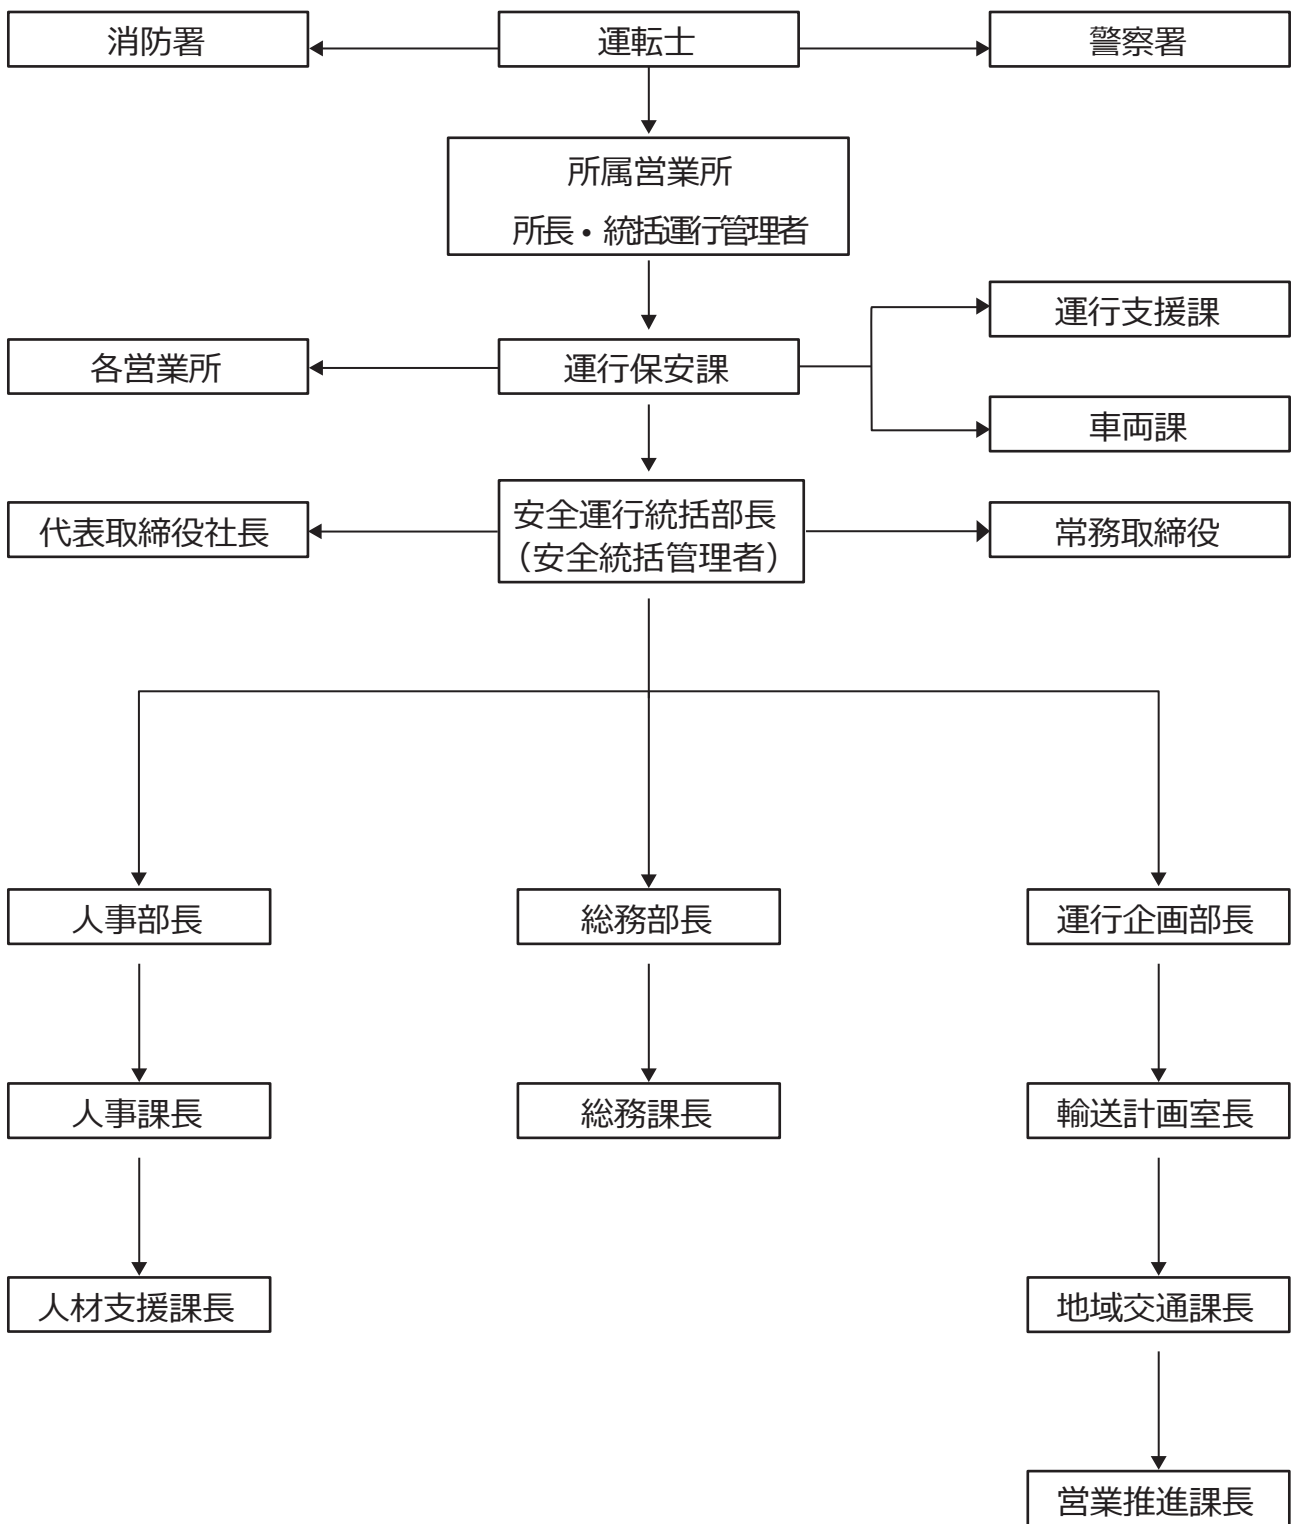 消防署
運転士
警察署
所属営業所
所長・統括運行管理者
運行支援課
各営業所
運行保安課
車両課
代表取締役社長
安全運行統括部長
（安全統括管理者）
常務取締役
人事部長
総務部長
運行企画部長
人事課長
総務課長
輸送計画室長
人材支援課長
地域交通課長
営業推進課長